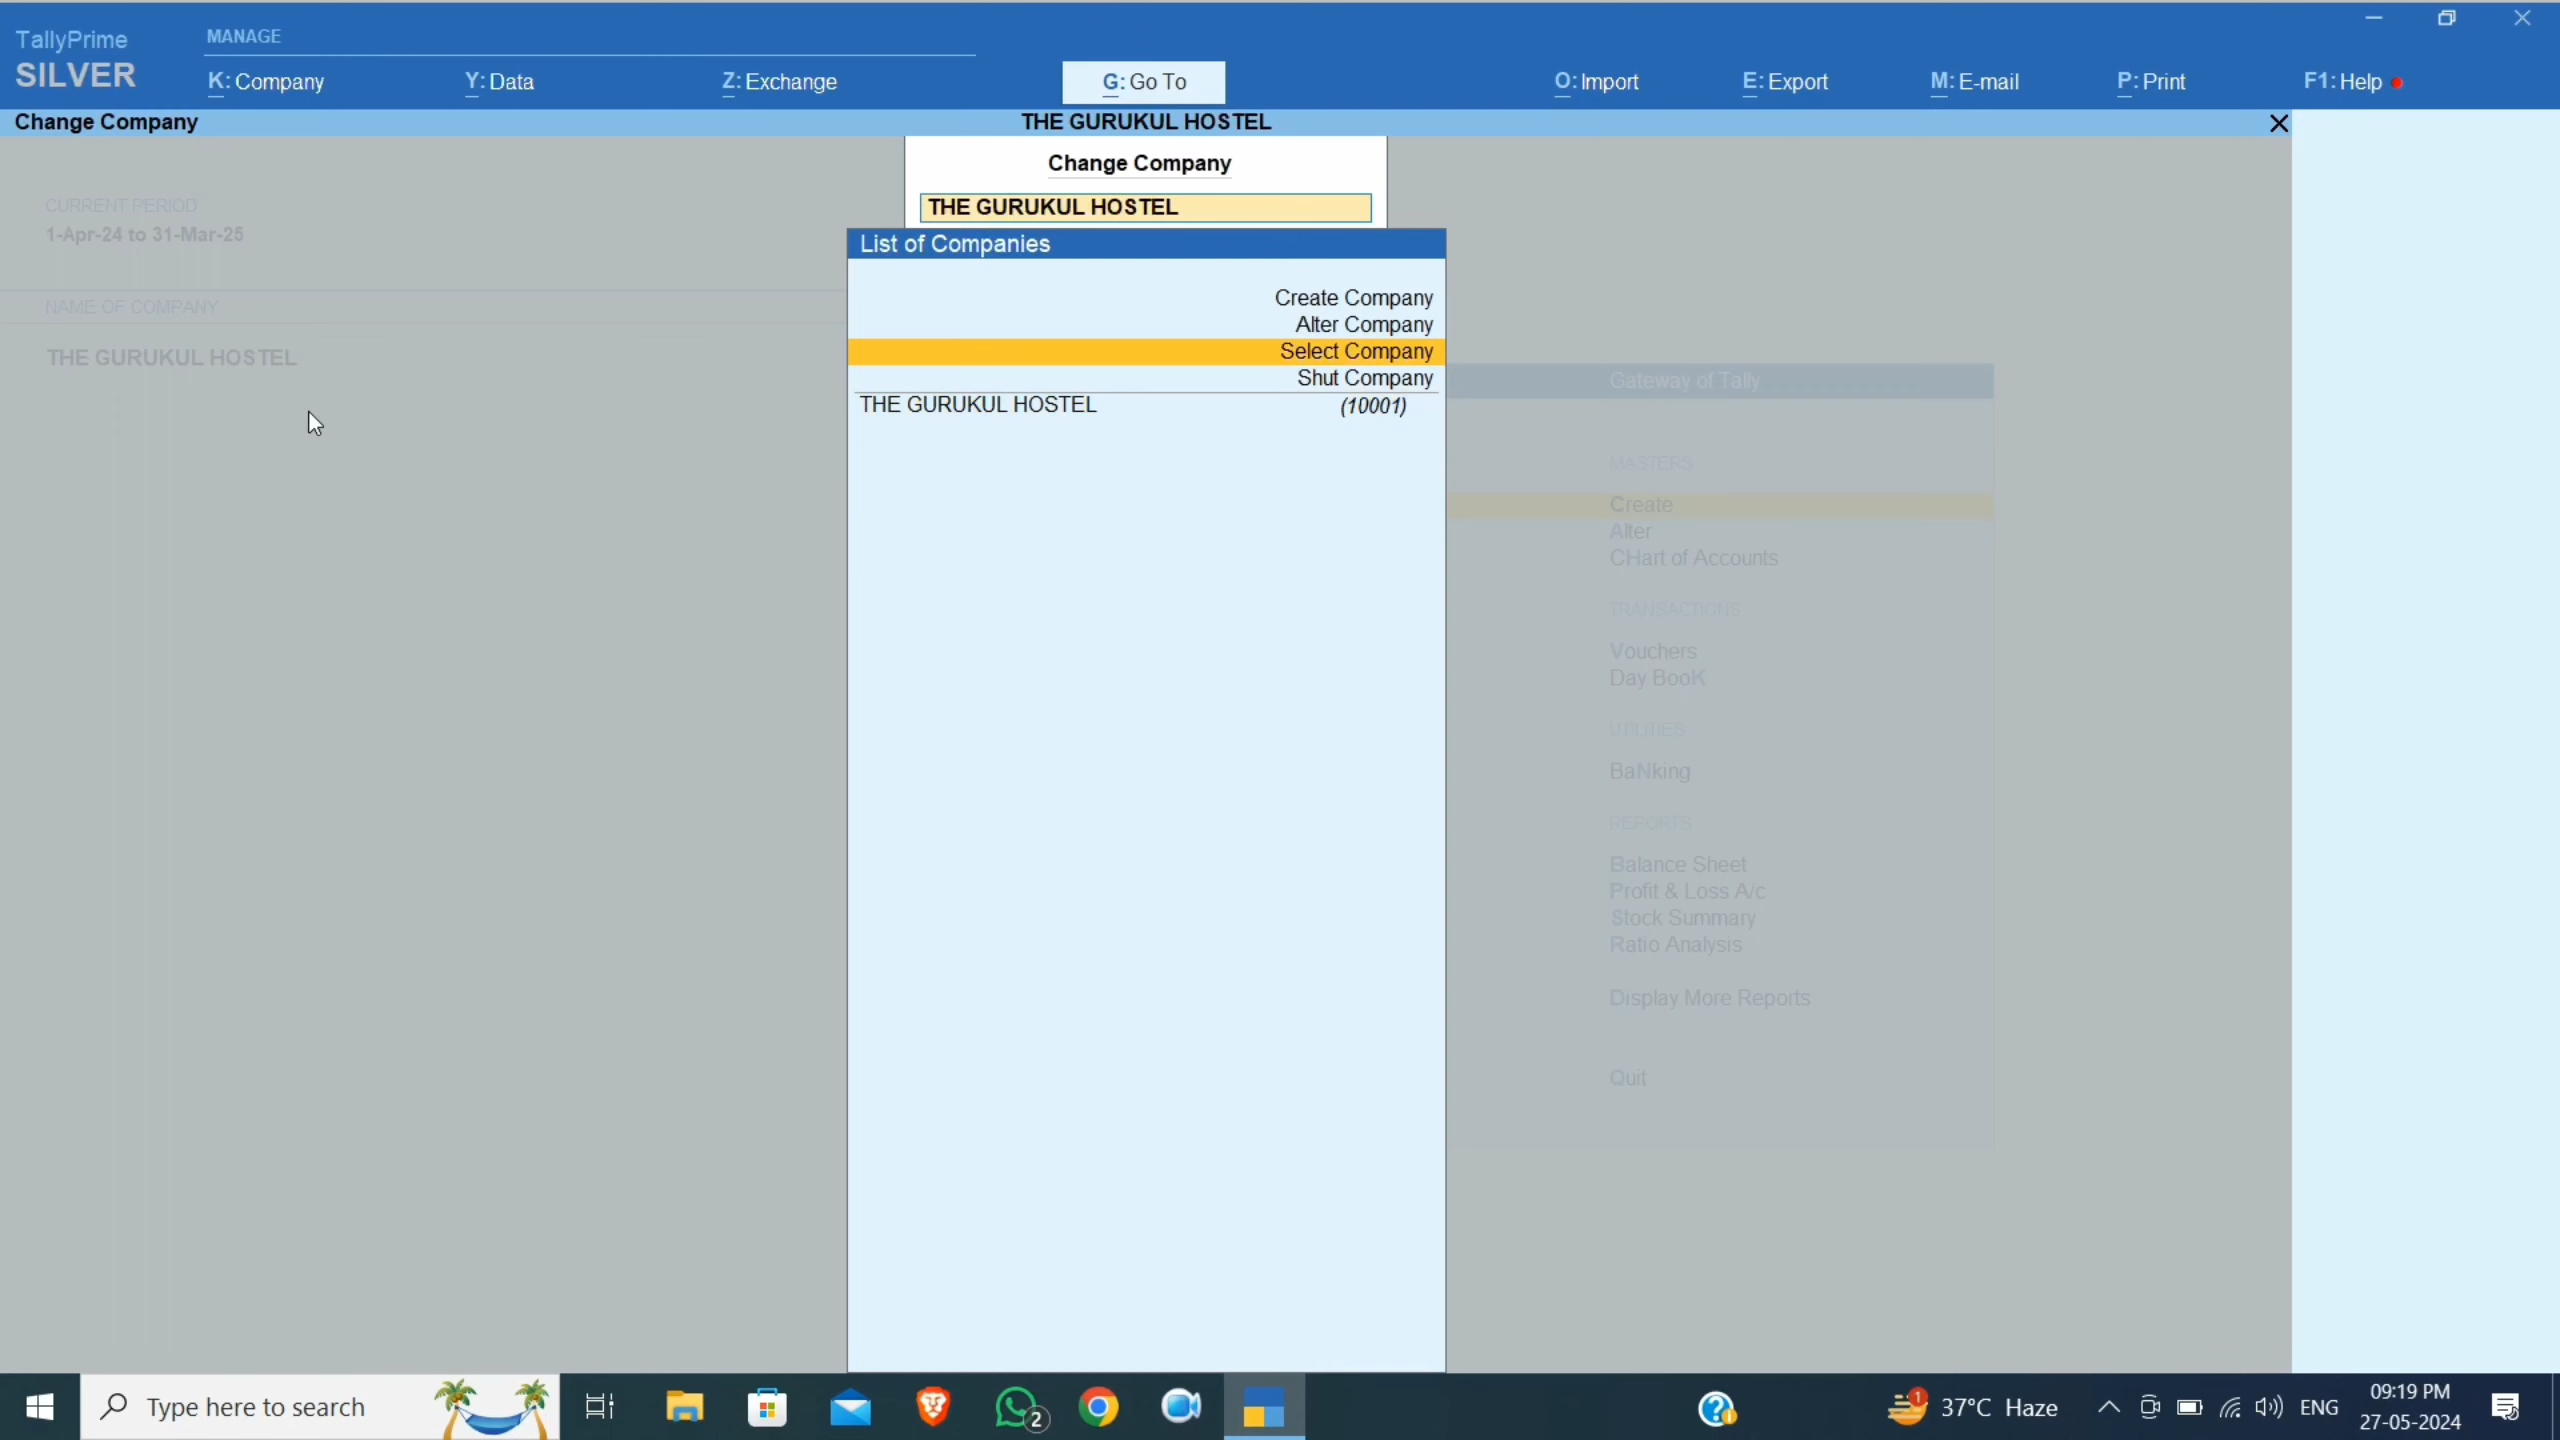 TallyPrime
SILVER
MANAGE
K: Company
Y: Data
Z: Exchange
G: Go To
O: Import
E: Export
M: E-mail
P: Print
F1: Help
Change Company
THE GURUKUL HOSTEL
Change Company
THE GURUKUL HOSTEL
CURRENT PERIOD
1-Apr-24 to 31-Mar-25
NAME OF COMPANY
THE GURUKUL HOSTEL
List of Companies
Create Company
Alter Company
Select Company
Shut Company
THE GURUKUL HOSTEL (10001)
Gateway of Tally
MASTERS
Create
Alter
CHart of Accounts
TRANSACTIONS
Vouchers
Day BooK
UTILITIES
BaNking
REPORTS
Balance Sheet
Profit & Loss A/c
Stock Summary
Ratio Analysis
Display More Reports
Quit
Type here to search
2
1
37°C Haze
ENG
09:19 PM
27-05-2024